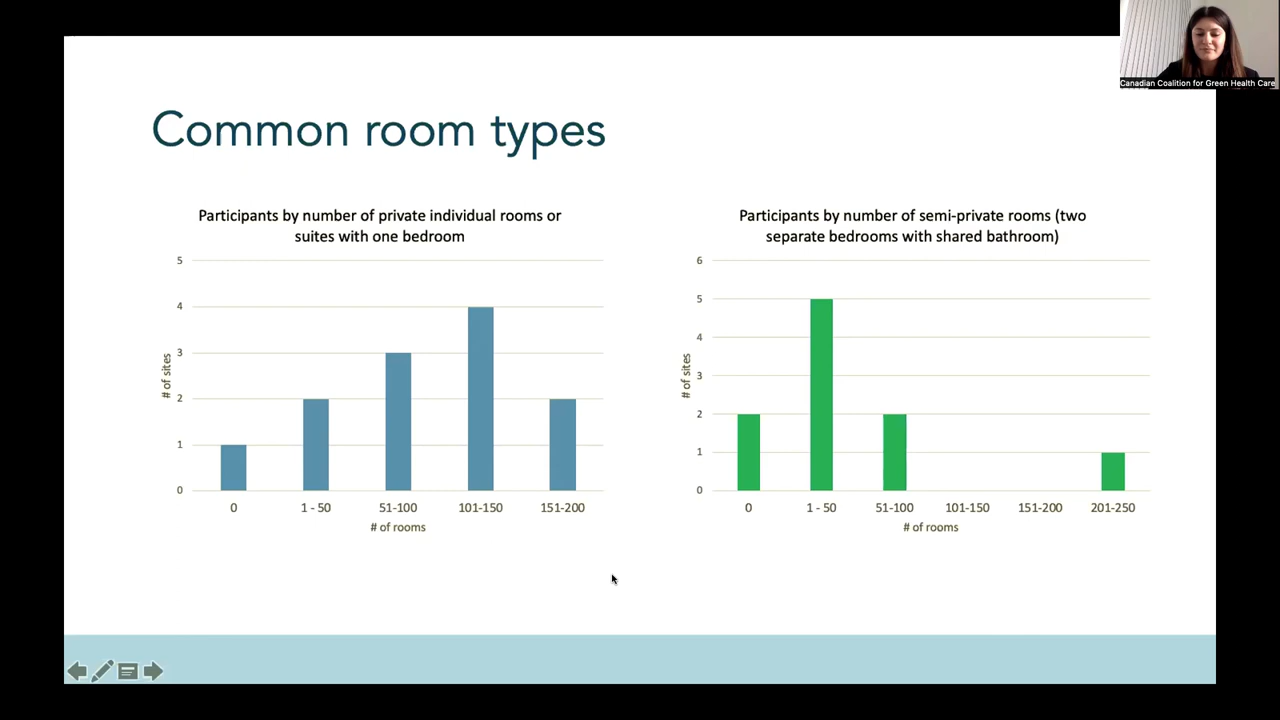 Canadian Coalition for Green Health Care
Common room types
Participants by number of private individual rooms or
suites with one bedroom
5
4
3
2
1
0
# of sites
0
1 - 50
51-100
101-150
151-200
# of rooms
Participants by number of semi-private rooms (two
separate bedrooms with shared bathroom)
6
5
4
3
2
1
0
# of sites
0
1 - 50
51-100
101-150
151-200
201-250
# of rooms